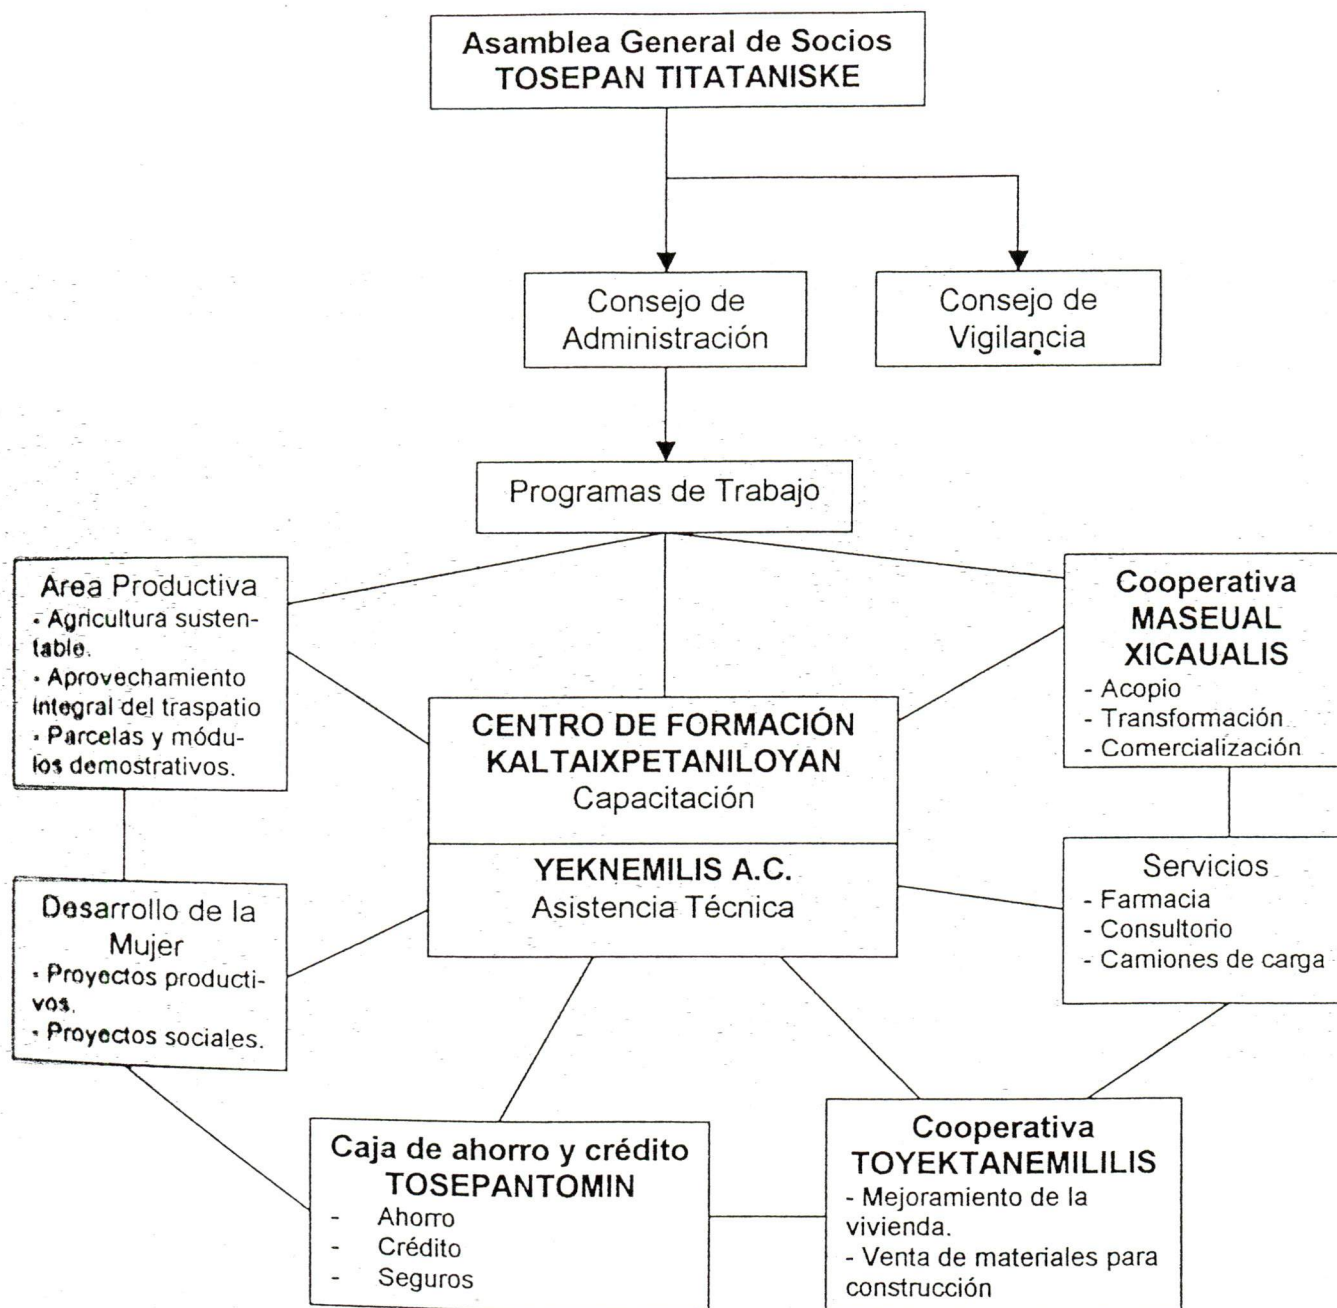 Asamblea General de Socios
TOSEPAN TITATANISKE
Consejo de
Administración
Consejo de
Vigilancia
Programas de Trabajo
Area Productiva
- Agricultura susten-
table.
- Aprovechamiento
integral del traspatio
- Parcelas y módu-
los demostrativos.
Cooperativa
MASEUAL
XICAUALIS
- Acopio
- Transformación
- Comercialización
CENTRO DE FORMACIÓN
KALTAIXPETANILOYAN
Capacitación
YEKNEMILIS A.C.
Asistencia Técnica
Servicios
- Farmacia
- Consultorio
- Camiones de carga
Desarrollo de la
Mujer
- Proyectos producti-
vos.
- Proyectos sociales.
Caja de ahorro y crédito
TOSEPANTOMIN
- Ahorro
- Crédito
- Seguros
Cooperativa
TOYEKTANEMILILIS
- Mejoramiento de la
vivienda.
- Venta de materiales para
construcción